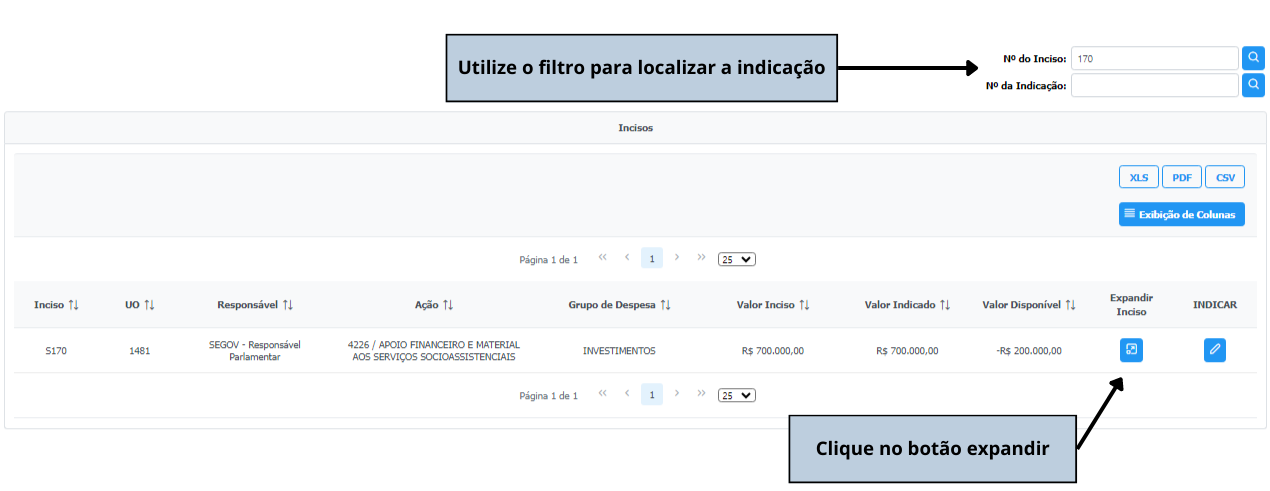 Utilize o filtro para localizar a indicação
Nº do Inciso:
170
Nº da Indicação:
Incisos
XLS PDF CSV
Exibição de Colunas
Página 1 de 1 << < 1 > >> 25
Inciso ↑↓ UO ↑↓ Responsável ↑↓ Ação ↑↓ Grupo de Despesa ↑↓ Valor Inciso ↑↓ Valor Indicado ↑↓ Valor Disponível ↑↓ Expandir Inciso INDICAR
S170 1481 SEGOV - Responsável Parlamentar 4226 / APOIO FINANCEIRO E MATERIAL AOS SERVIÇOS SOCIOASSISTENCIAIS INVESTIMENTOS R$ 700.000,00 R$ 700.000,00 -R$ 200.000,00
Página 1 de 1 << < 1 > >> 25
Clique no botão expandir